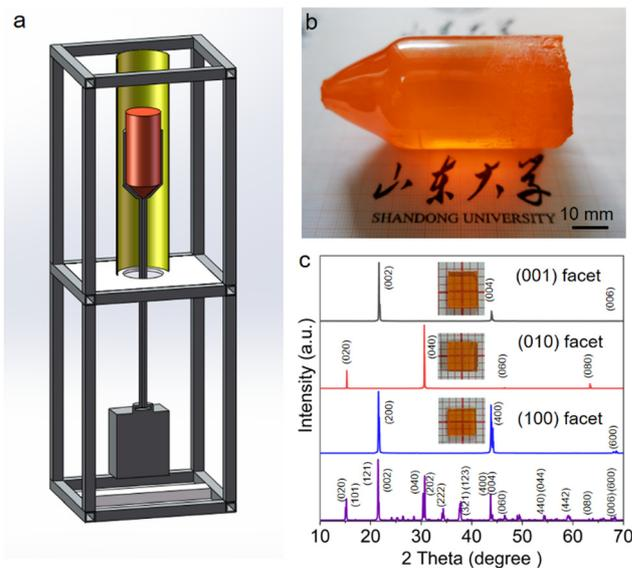 a
b
山东大学
SHANDONG UNIVERSITY
10 mm
c
(001) facet
(002)
(004)
(006)
(010) facet
(020)
(040)
(060)
(080)
(100) facet
(200)
(400)
(600)
(020)
(101)
(121)
(002)
(040)
(202)
(222)
(321)
(123)
(400)
(004)
(060)
440)
(044)
(442)
(080)
(006)
(600)
Intensity (a.u.)
10 20 30 40 50 60 70
2 Theta (degree )